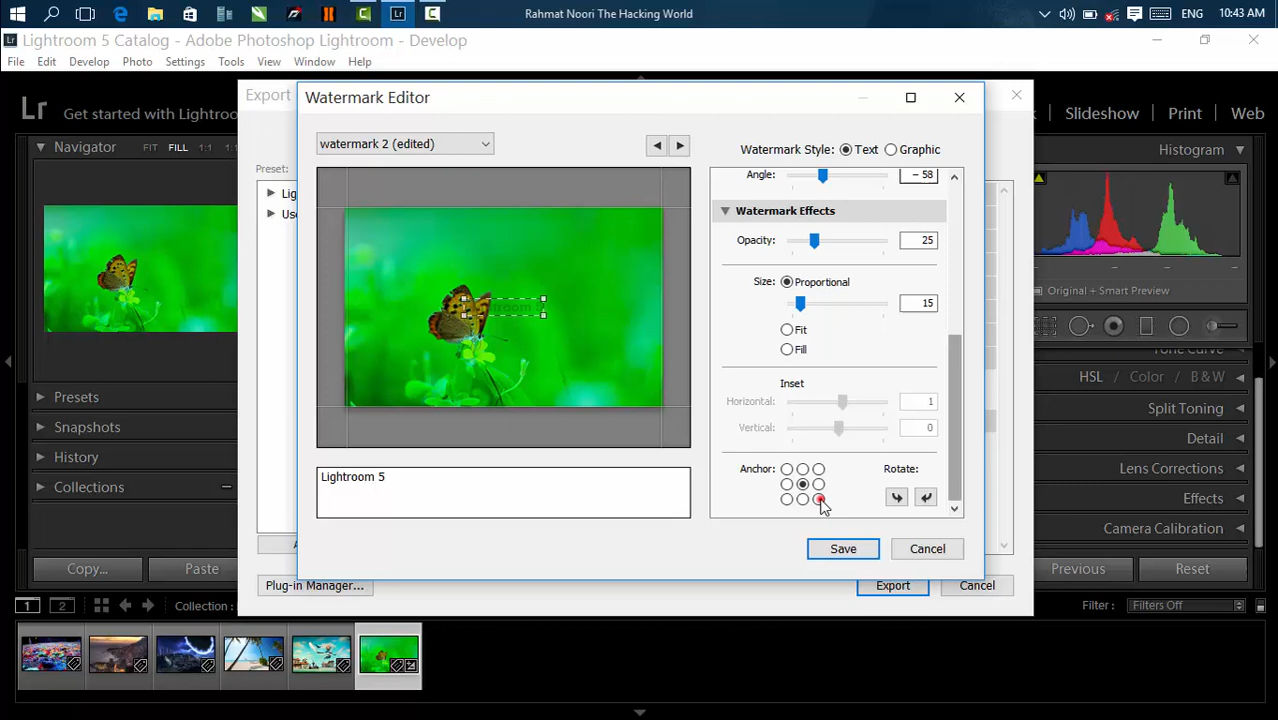 Rahmat Noori The Hacking World
ENG
10:43 AM
Lightroom 5 Catalog - Adobe Photoshop Lightroom - Develop
File Edit Develop Photo Settings Tools View Window Help
Lr Get started with Lightroom
Slideshow | Print | Web
Export
Watermark Editor
Navigator FIT FILL 1:1
Histogram
watermark 2 (edited)
Watermark Style: Text Graphic
Preset:
Angle: - 58
Watermark Effects
Opacity: 25
Size: Proportional
15
Fit
Fill
Inset
Horizontal: 1
Vertical: 0
Anchor: Rotate:
Lightroom 5
Save Cancel
Plug-in Manager... Export Cancel
Presets
Snapshots
History
Collections
Copy... Paste
Original + Smart Preview
Tone Curve
HSL / Color / B & W
Split Toning
Detail
Lens Corrections
Effects
Camera Calibration
Previous Reset
1 2 Collection : Filter : Filters Off